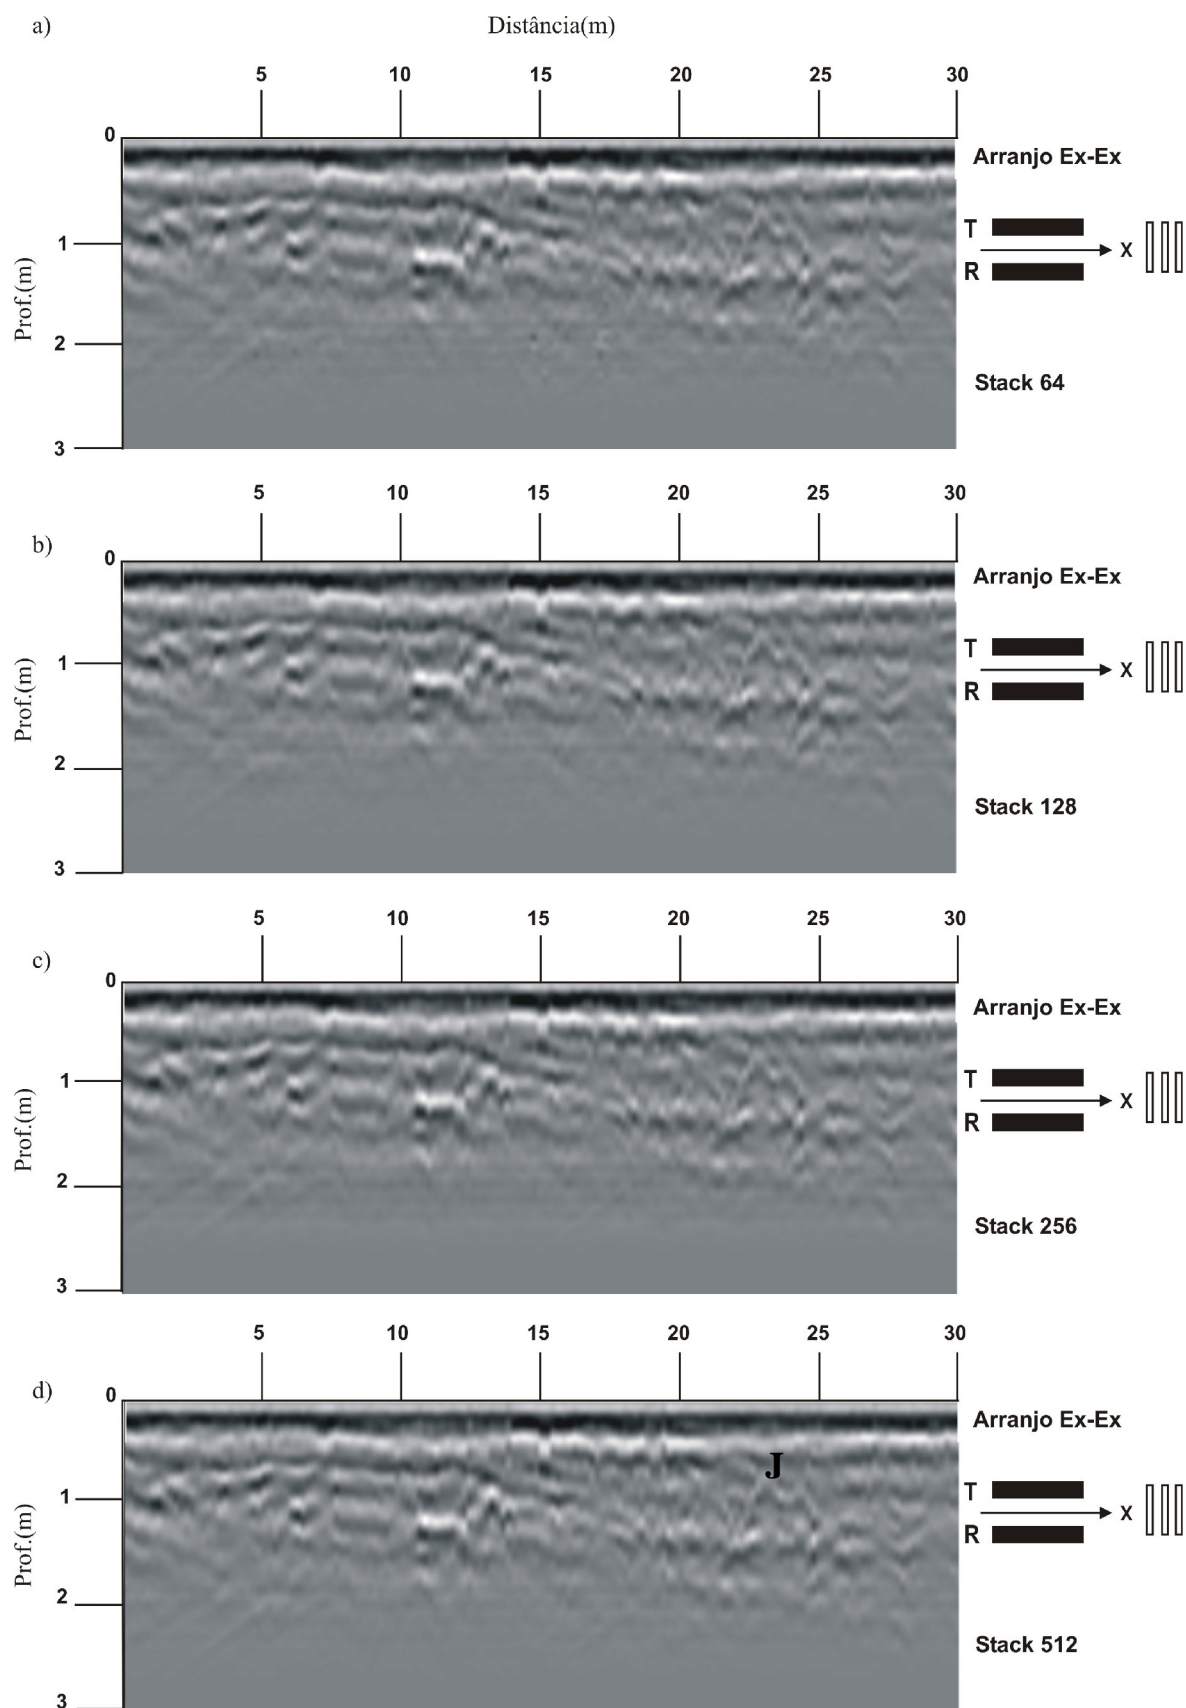 a)
Distância(m)
5 10 15 20 25 30
0
Arranjo Ex-Ex
T
1
X
R
Prof.(m)
2
Stack 64
3
5 10 15 20 25 30
b)
0
Arranjo Ex-Ex
T
1
X
R
Prof.(m)
2
Stack 128
3
5 10 15 20 25 30
c)
0
Arranjo Ex-Ex
T
1
X
R
Prof.(m)
2
Stack 256
3
5 10 15 20 25 30
d)
0
Arranjo Ex-Ex
J
T
1
X
R
Prof.(m)
2
Stack 512
3